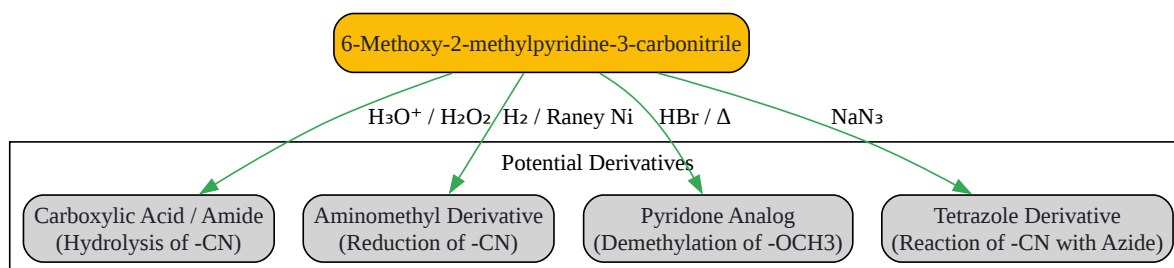 6-Methoxy-2-methylpyridine-3-carbonitrile
H₃O⁺ / H₂O₂
H₂ / Raney Ni
HBr / Δ
NaN₃
Potential Derivatives
Carboxylic Acid / Amide
(Hydrolysis of -CN)
Aminomethyl Derivative
(Reduction of -CN)
Pyridone Analog
(Demethylation of -OCH3)
Tetrazole Derivative
(Reaction of -CN with Azide)